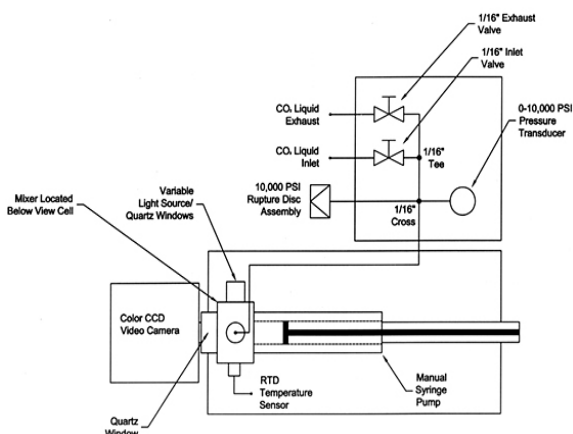 1/16" Exhaust
Valve
1/16" Inlet
Valve
CO₂ Liquid
Exhaust
0-10,000 PSI
Pressure
Transducer
CO₂ Liquid
Inlet
1/16"
Tee
Variable
Light Source/
Quartz Windows
10,000 PSI
Rupture Disc
Assembly
Mixer Located
Below View Cell
1/16"
Cross
Color CCD
Video Camera
RTD
Temperature
Sensor
Manual
Syringe
Pump
Quartz
Window